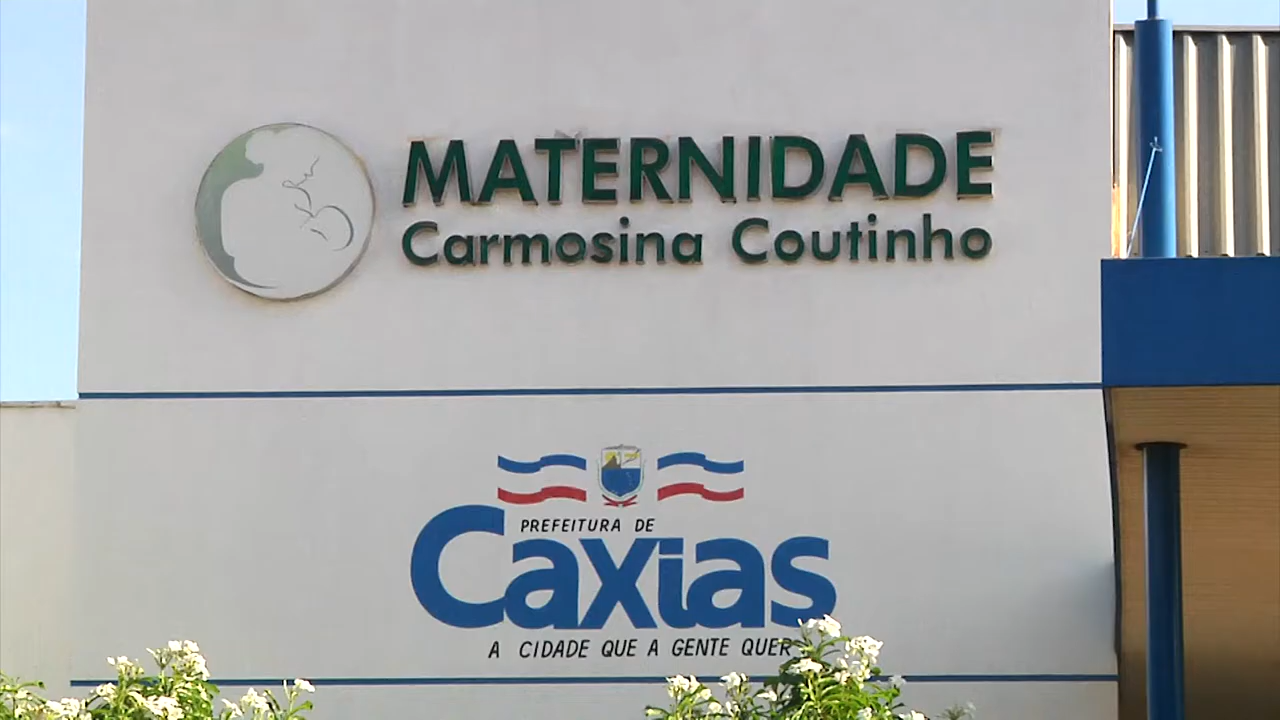 MATERNIDADE
Carmosina Coutinho
PREFEITURA DE
Caxias
A CIDADE QUE A GENTE QUER